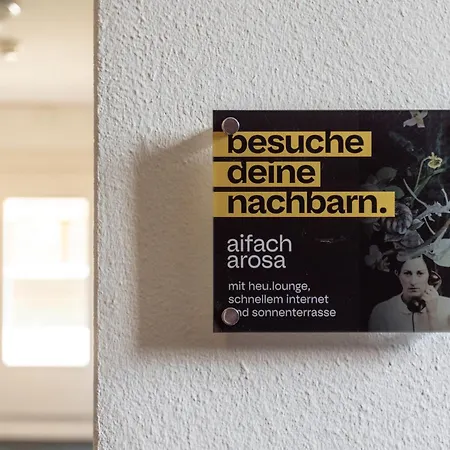 besuche
deine
nachbarn.
aifach
arosa
mit heu.lounge,
schnellem internet
und sonnenterrasse